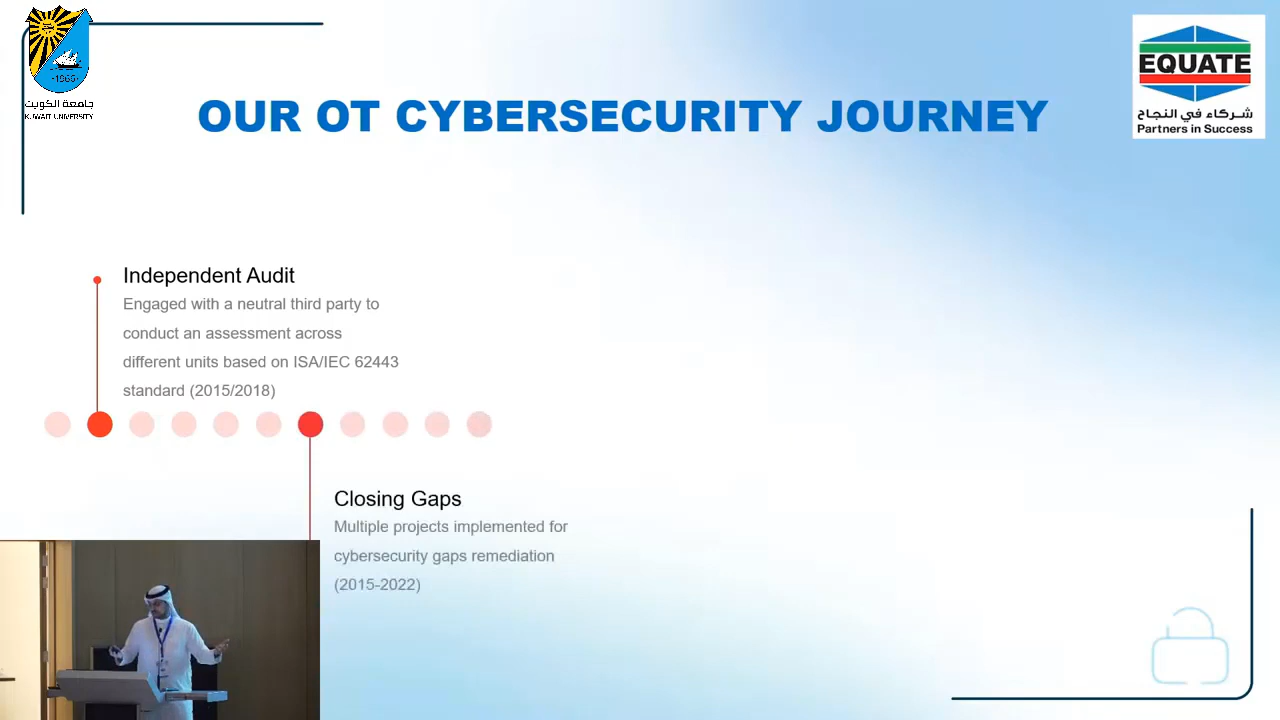 ·1966·
جامعة الكويت
KUWAIT UNIVERSITY
EQUATE
شركاء في النجاح
Partners in Success
OUR OT CYBERSECURITY JOURNEY
Independent Audit
Engaged with a neutral third party to
conduct an assessment across
different units based on ISA/IEC 62443
standard (2015/2018)
Closing Gaps
Multiple projects implemented for
cybersecurity gaps remediation
(2015-2022)